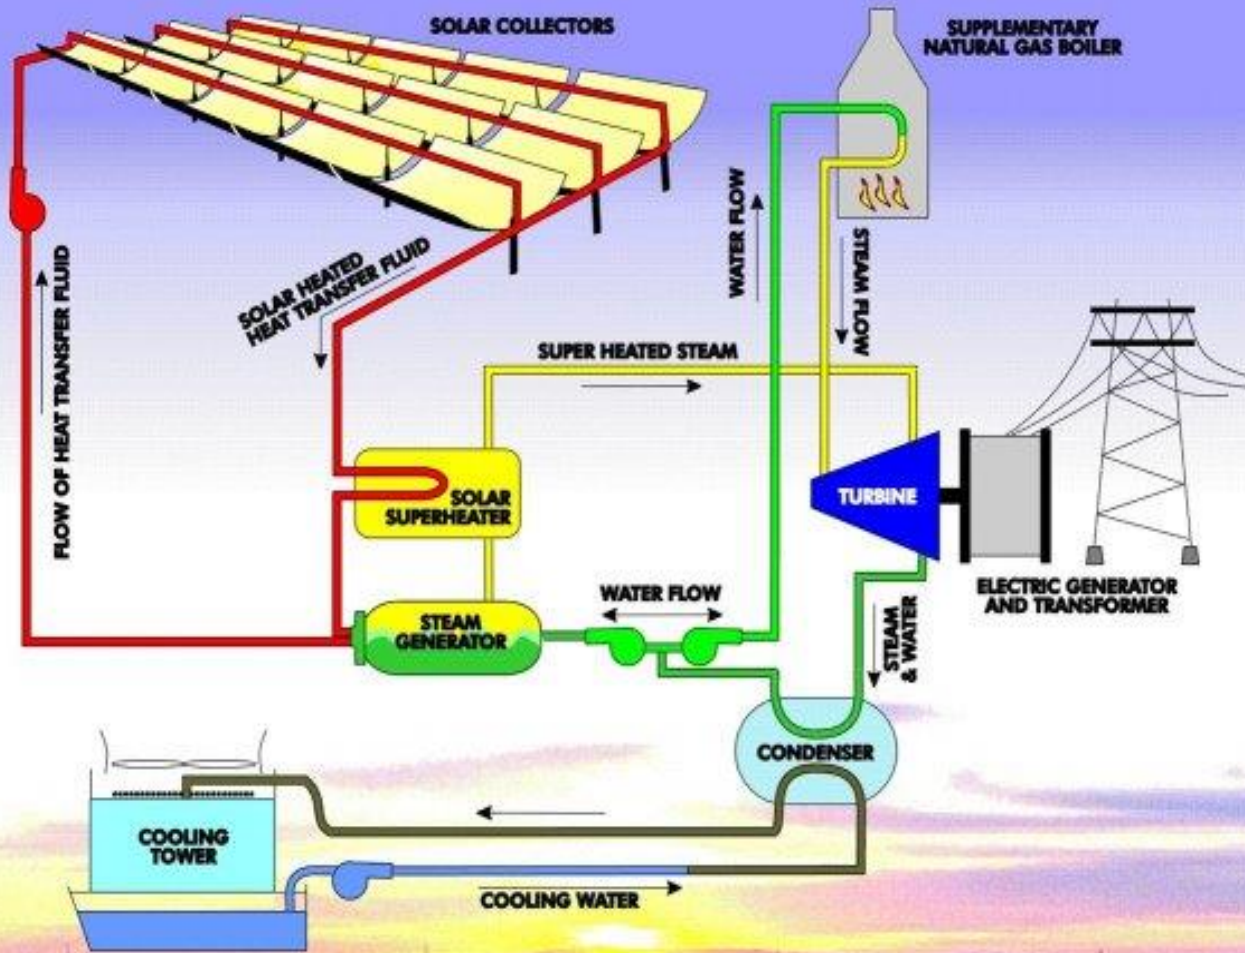 SOLAR COLLECTORS
SUPPLEMENTARY
NATURAL GAS BOILER
FLOW OF HEAT TRANSFER FLUID
SOLAR HEATED
HEAT TRANSFER FLUID
WATER FLOW
STEAM FLOW
SUPER HEATED STEAM
SOLAR
SUPERHEATER
TURBINE
STEAM
GENERATOR
WATER FLOW
ELECTRIC GENERATOR
AND TRANSFORMER
STEAM
& WATER
CONDENSER
COOLING
TOWER
COOLING WATER